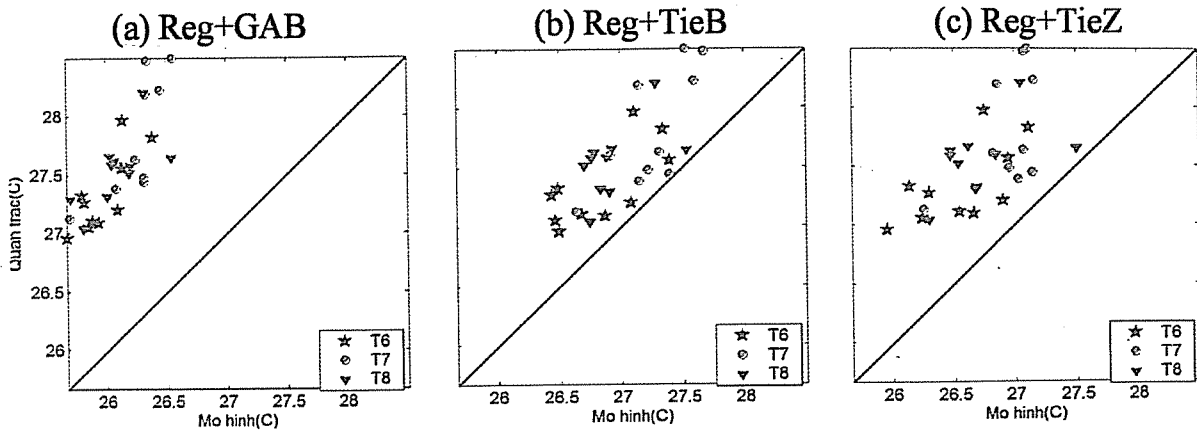 (a) Reg+GAB
(b) Reg+TieB
(c) Reg+TieZ
Quan trac(C)
28
27.5
27
26.5
26
T6
T7
T8
26 26.5 27 27.5 28
Mo hinh(C)
T6
T7
T8
26 26.5 27 27.5 28
Mo hinh(C)
T6
T7
T8
26 26.5 27 27.5 28
Mo hinh(C)